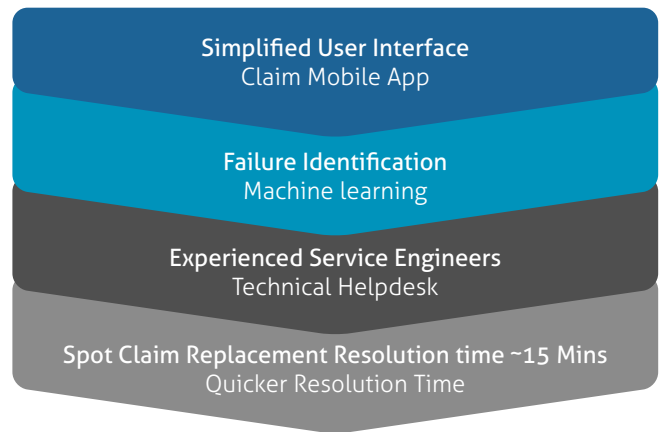 Simplified User Interface
Claim Mobile App
Failure Identification
Machine learning
Experienced Service Engineers
Technical Helpdesk
Spot Claim Replacement Resolution time ~15 Mins
Quicker Resolution Time